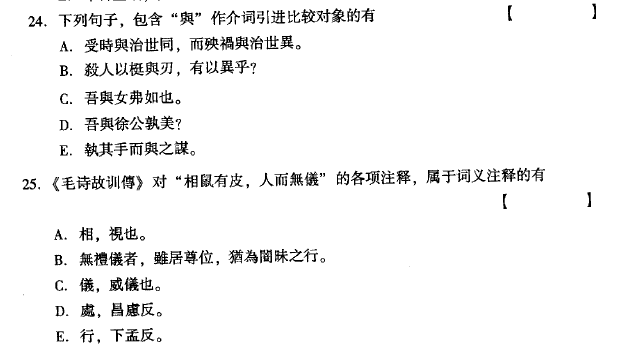 24. 下列句子，包含“與”作介词引进比较对象的有 【 】
A. 受時與治世同，而殃禍與治世異。
B. 殺人以梃與刃，有以異乎？
C. 吾與女弗如也。
D. 吾與徐公孰美？
E. 執其手而與之謀。
25.《毛诗故训傳》对“相鼠有皮，人而無儀”的各项注释，属于词义注释的有
【 】
A. 相，視也。
B. 無禮儀者，雖居尊位，猶為闇昧之行。
C. 儀，威儀也。
D. 處，昌慮反。
E. 行，下孟反。